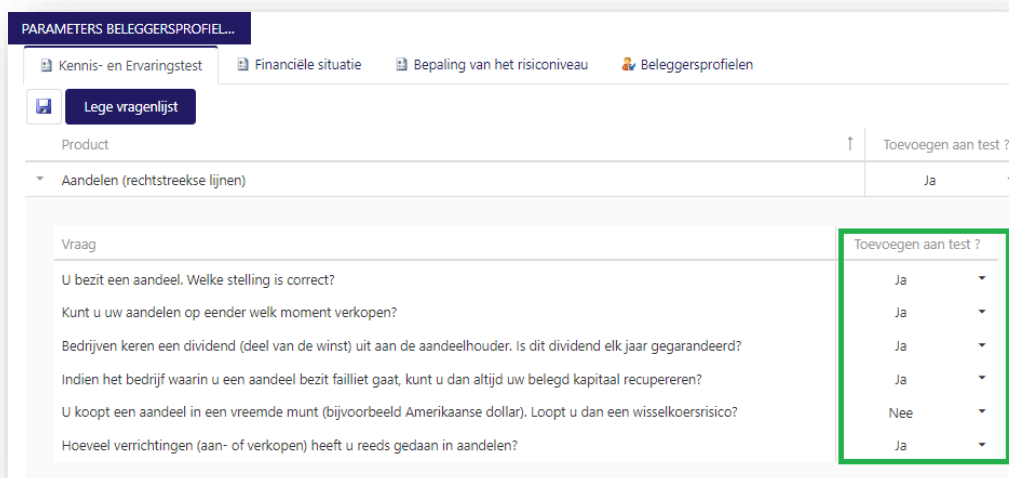 PARAMETERS BELEGGERSPROFIEL...
Kennis- en Ervaringstest Financiële situatie Bepaling van het risiconiveau Beleggersprofielen
Lege vragenlijst
Product ↑ Toevoegen aan test ?
Aandelen (rechtstreekse lijnen) Ja
Vraag Toevoegen aan test ?
U bezit een aandeel. Welke stelling is correct? Ja
Kunt u uw aandelen op eender welk moment verkopen? Ja
Bedrijven keren een dividend (deel van de winst) uit aan de aandeelhouder. Is dit dividend elk jaar gegarandeerd? Ja
Indien het bedrijf waarin u een aandeel bezit failliet gaat, kunt u dan altijd uw belegd kapitaal recupereren? Ja
U koopt een aandeel in een vreemde munt (bijvoorbeeld Amerikaanse dollar). Loopt u dan een wisselkoersrisico? Nee
Hoeveel verrichtingen (aan- of verkopen) heeft u reeds gedaan in aandelen? Ja